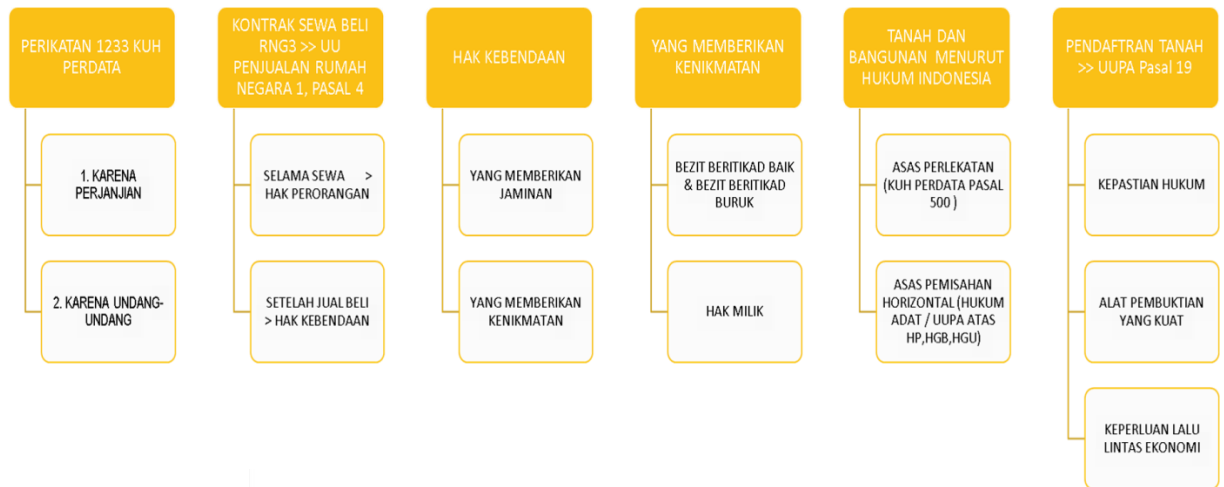 PERIKATAN 1233 KUH
PERDATA
1. KARENA
PERJANJIAN
2. KARENA UNDANG-
UNDANG
KONTRAK SEWA BELI
RNG3 >> UU
PENJUALAN RUMAH
NEGARA 1, PASAL 4
SELAMA SEWA >
HAK PERORANGAN
SETELAH JUAL BELI
> HAK KEBENDAAN
HAK KEBENDAAN
YANG MEMBERIKAN
JAMINAN
YANG MEMBERIKAN
KENIKMATAN
YANG MEMBERIKAN
KENIKMATAN
BEZIT BERITIKAD BAIK
& BEZIT BERITIKAD
BURUK
HAK MILIK
TANAH DAN
BANGUNAN MENURUT
HUKUM INDONESIA
ASAS PERLEKATAN
(KUH PERDATA PASAL
500 )
ASAS PEMISAHAN
HORIZONTAL (HUKUM
ADAT / UUPA ATAS
HP,HGB,HGU)
PENDAFTRAN TANAH
>> UUPA Pasal 19
KEPASTIAN HUKUM
ALAT PEMBUKTIAN
YANG KUAT
KEPERLUAN LALU
LINTAS EKONOMI